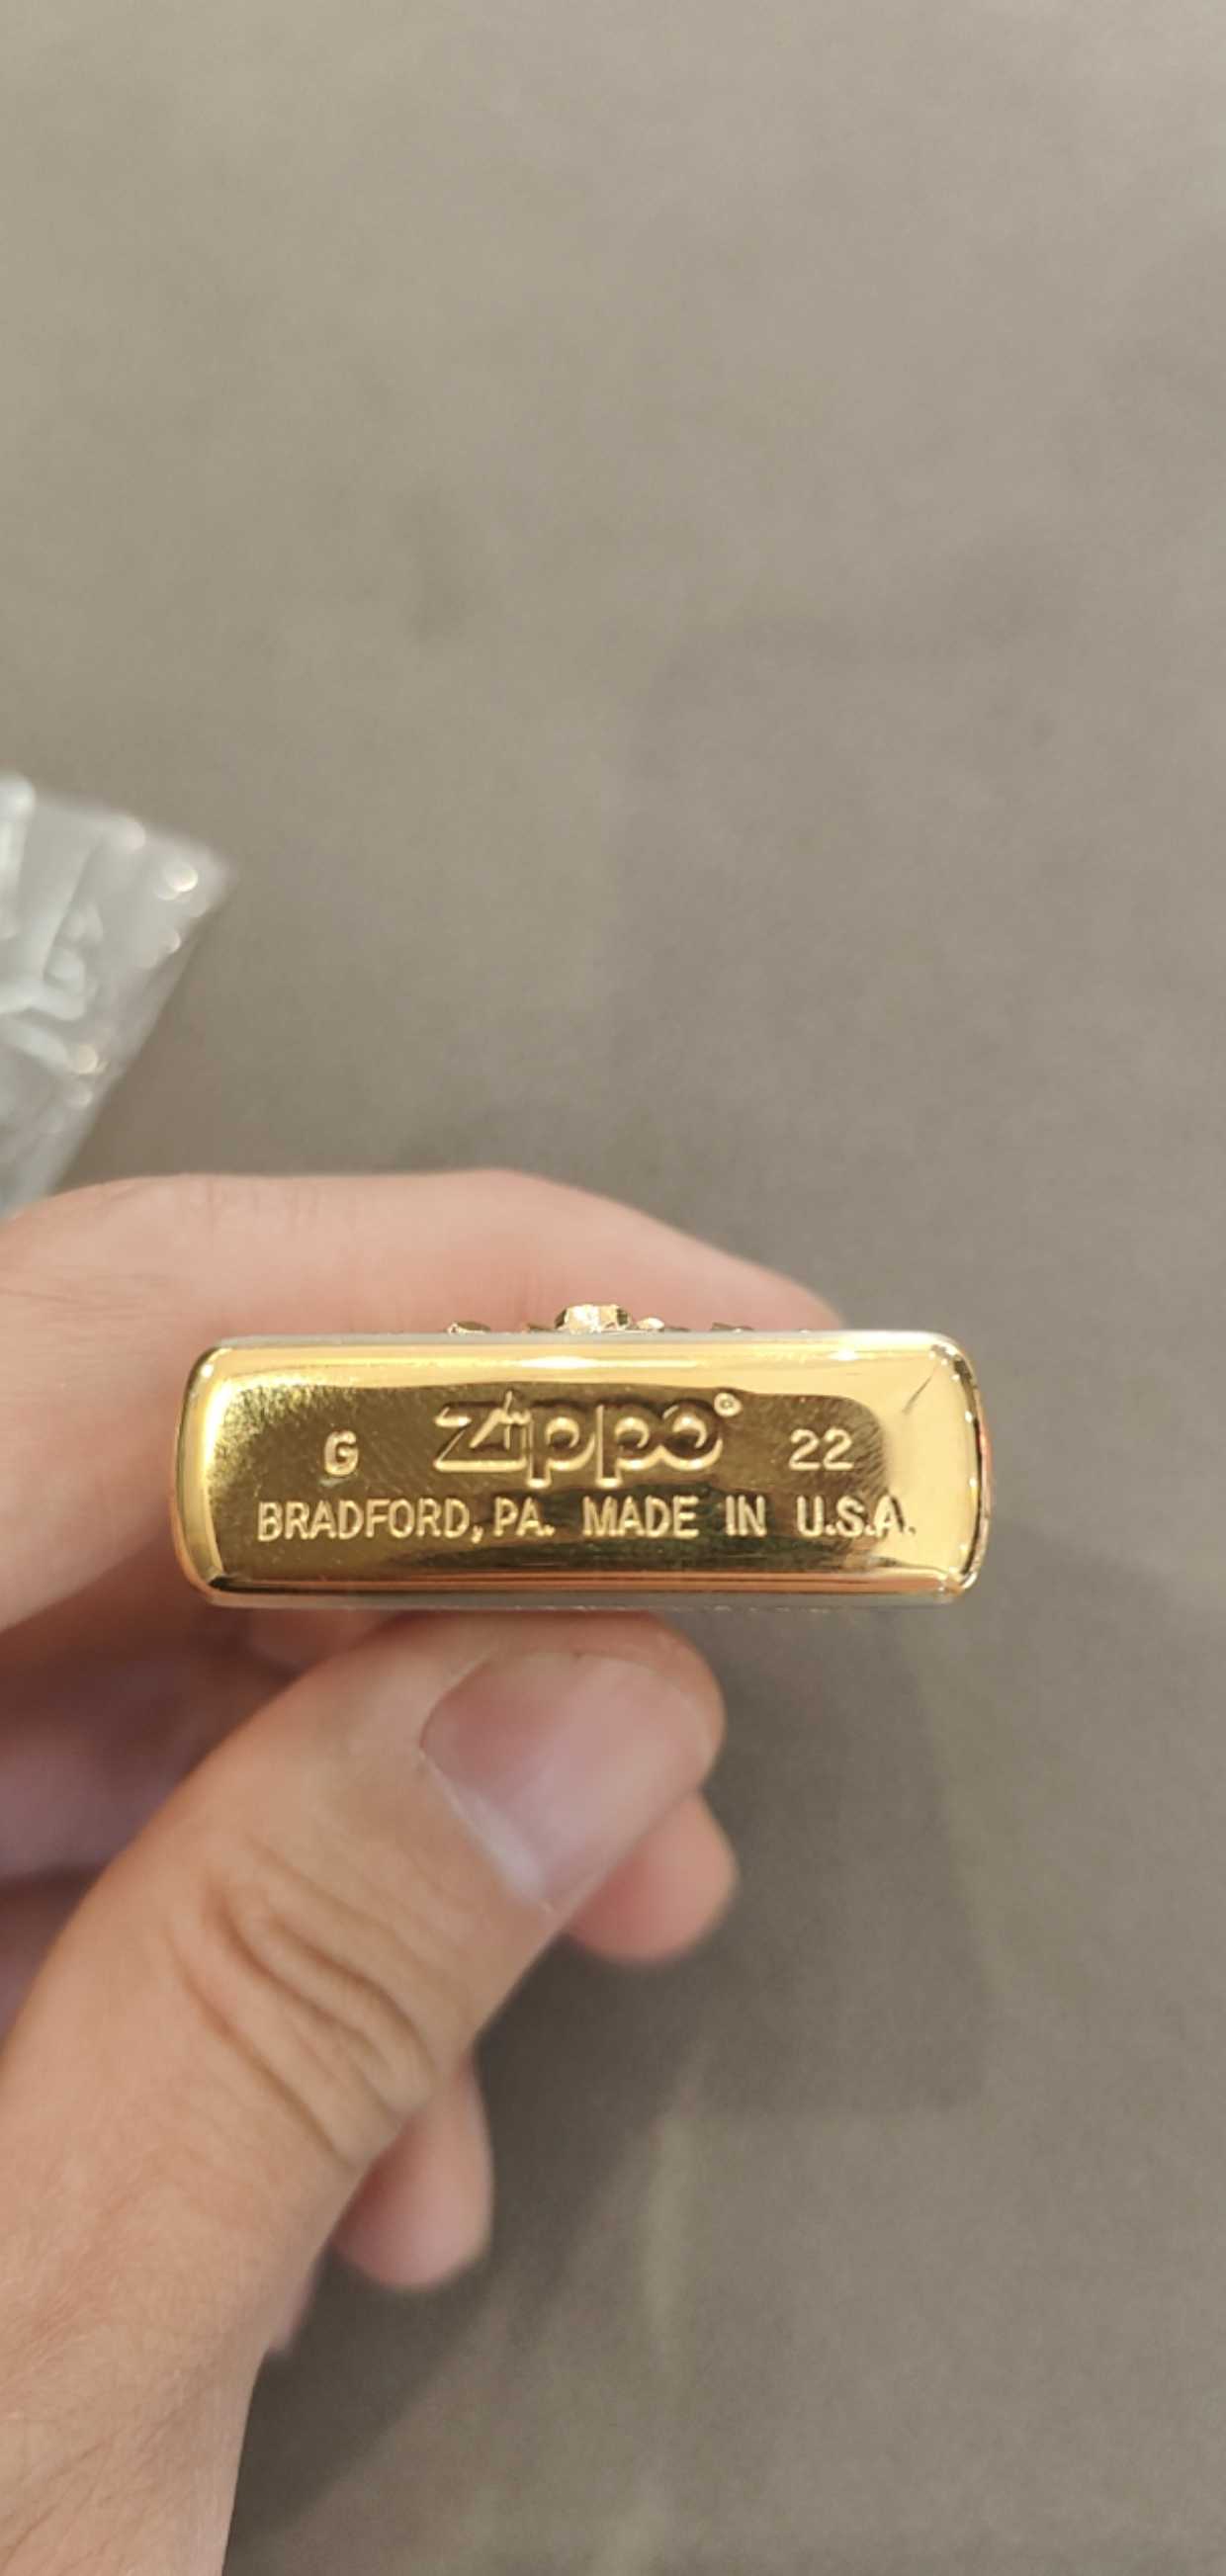 G Zippo® 22
BRADFORD, PA. MADE IN U.S.A.